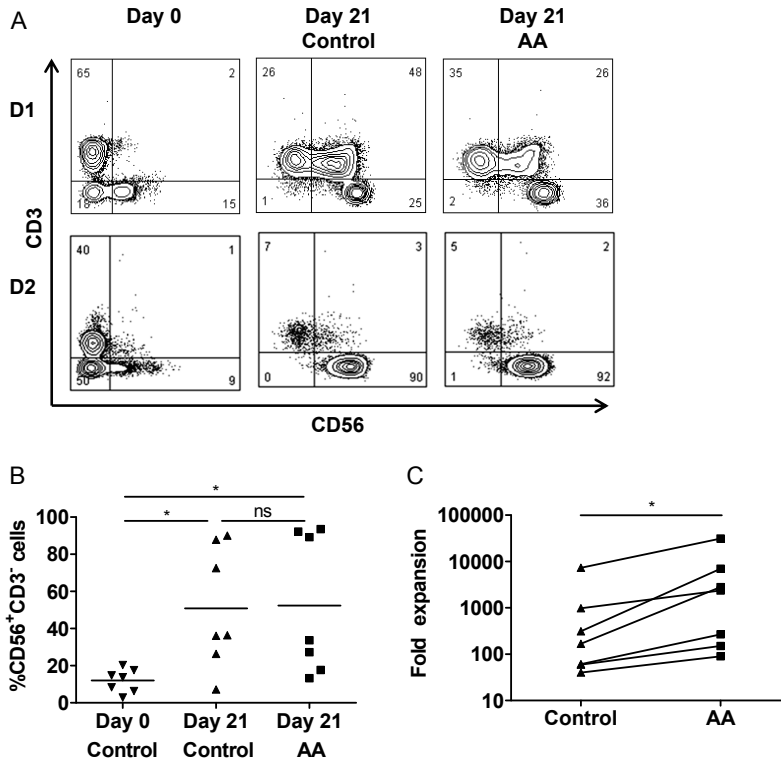 A
Day 0
Day 21
Control
Day 21
AA
D1
65 2
18 15
26 48
1 25
35 26
2 36
CD3
D2
40 1
50 9
7 3
0 90
5 2
1 92
CD56
B
%CD56⁺CD3⁻ cells
100
80
60
40
20
0
*
*
ns
Day 0
Control
Day 21
Control
Day 21
AA
C
Fold expansion
100000
10000
1000
100
10
*
Control
AA